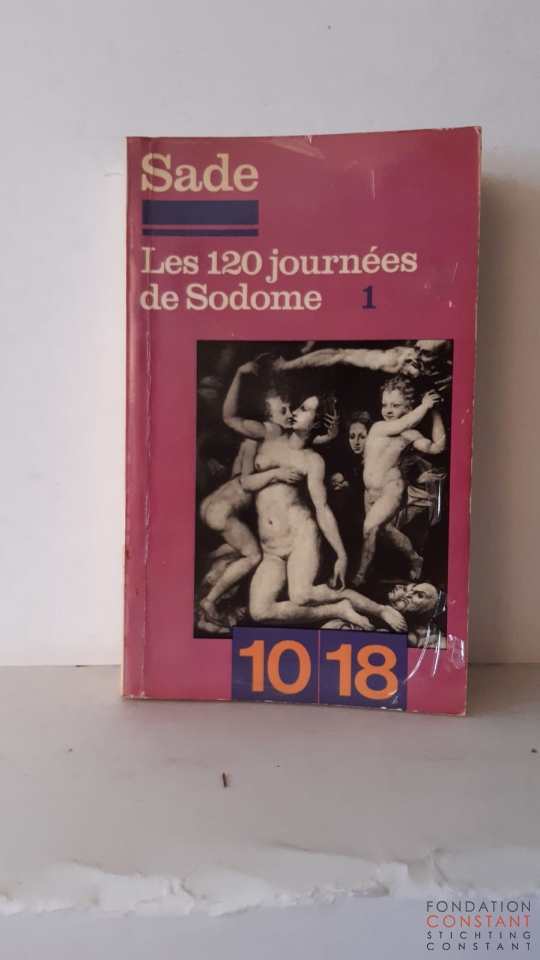 Sade
Les 120 journées
de Sodome 1
10 18
FONDATION
CONSTANT
STICHTING
CONSTANT